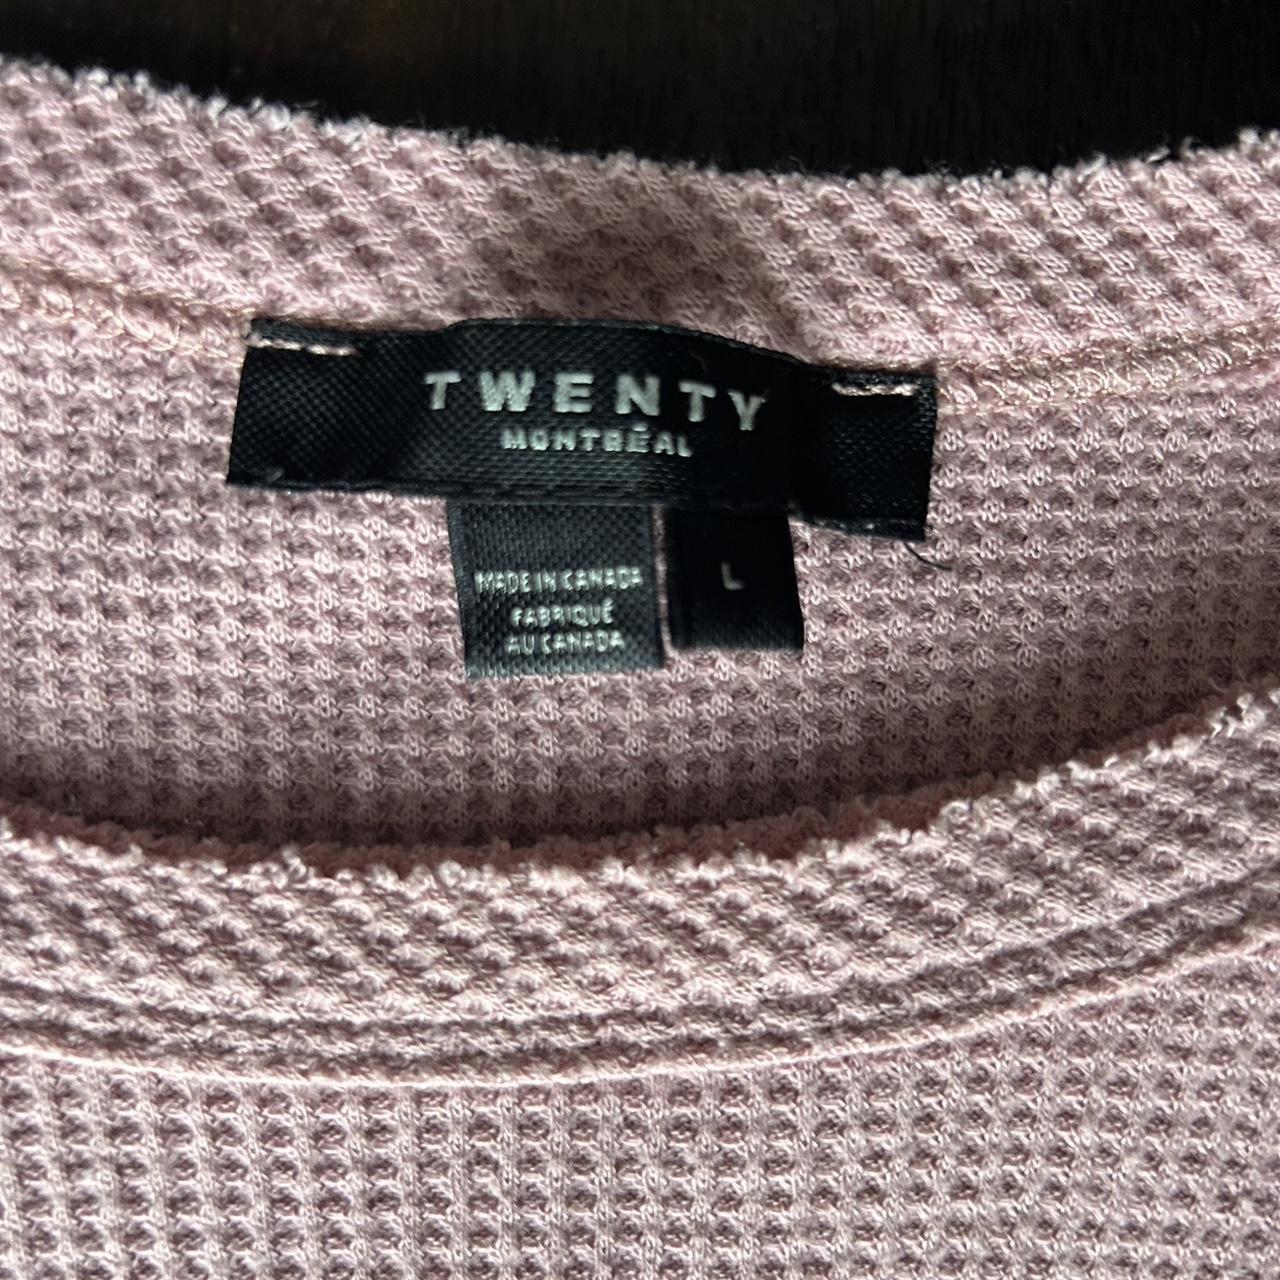 TWENTY
MONTRÉAL
MADE IN CANADA
FABRIQUÉ
AU CANADA
L